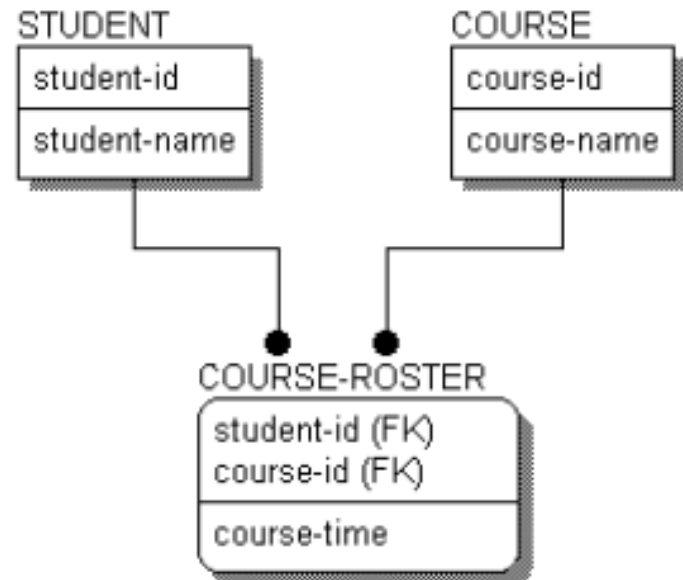 STUDENT
student-id
student-name
COURSE
course-id
course-name
COURSE-ROSTER
student-id (FK)
course-id (FK)
course-time